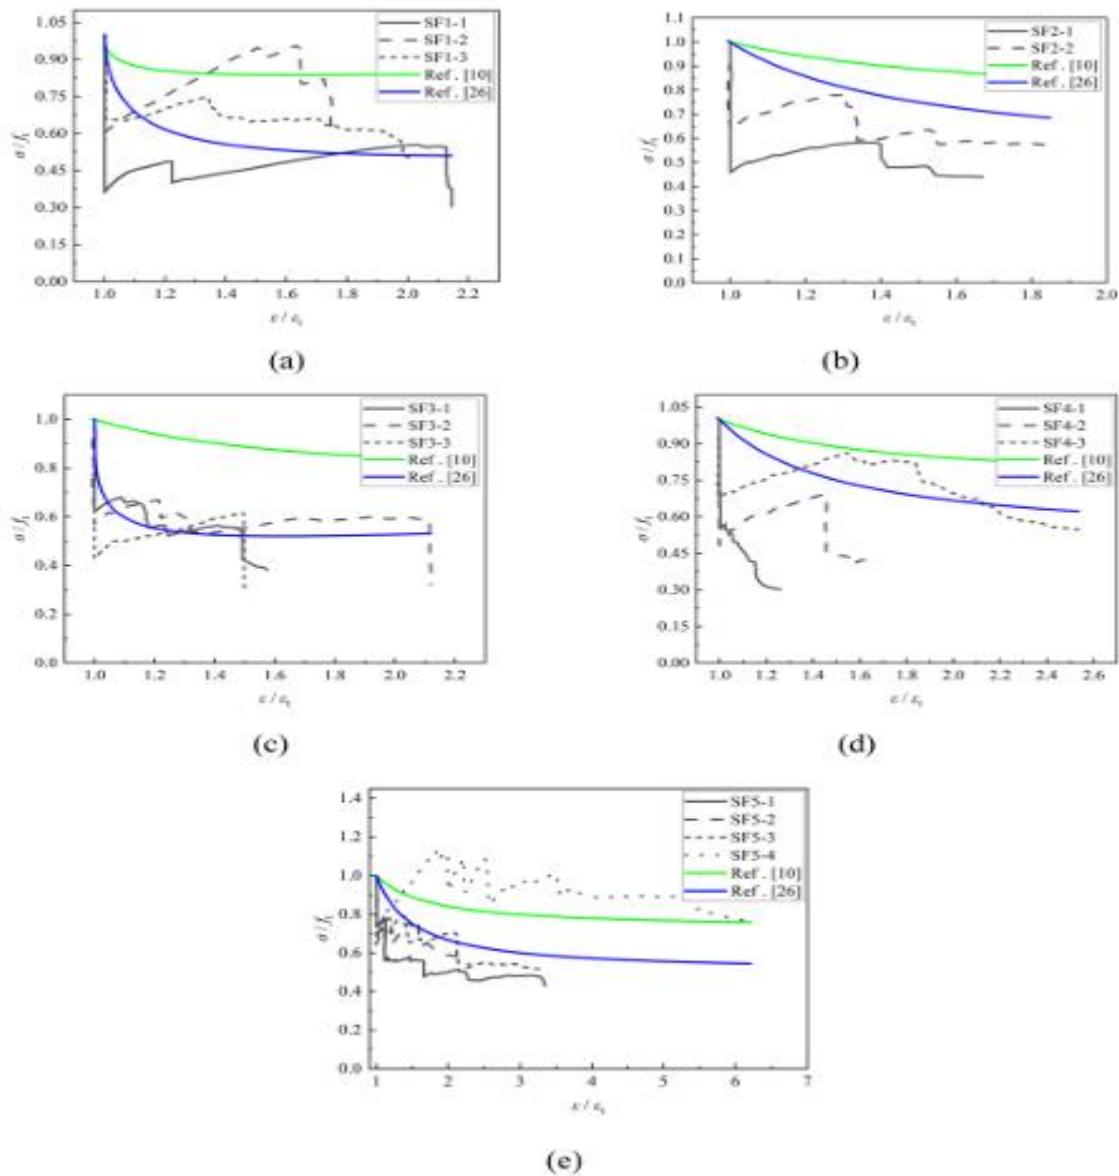 1.05
0.90
0.75
0.60
0.45
0.30
0.15
0.00
σ / fₜ
1.0 1.2 1.4 1.6 1.8 2.0 2.2
ε / εₜ
SF1-1
SF1-2
SF1-3
Ref . [10]
Ref . [26]
(a)
1.1
1.0
0.9
0.8
0.7
0.6
0.5
0.4
0.3
0.2
0.1
0.0
σ / fₜ
1.0 1.2 1.4 1.6 1.8 2.0
ε / εₜ
SF2-1
SF2-2
Ref . [10]
Ref . [26]
(b)
1.0
0.8
0.6
0.4
0.2
0.0
σ / fₜ
1.0 1.2 1.4 1.6 1.8 2.0 2.2
ε / εₜ
SF3-1
SF3-2
SF3-3
Ref . [10]
Ref . [26]
(c)
1.05
0.90
0.75
0.60
0.45
0.30
0.15
0.00
σ / fₜ
1.0 1.2 1.4 1.6 1.8 2.0 2.2 2.4 2.6
ε / εₜ
SF4-1
SF4-2
SF4-3
Ref . [10]
Ref . [26]
(d)
1.4
1.2
1.0
0.8
0.6
0.4
0.2
0.0
σ / fₜ
1 2 3 4 5 6 7
ε / εₜ
SF5-1
SF5-2
SF5-3
SF5-4
Ref . [10]
Ref . [26]
(e)